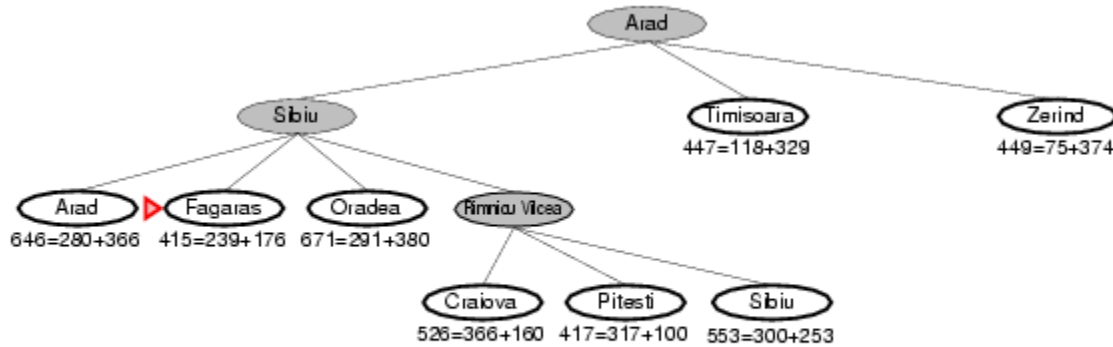 Arad
Sibiu
Timisoara
Zerind
447=118+329
449=75+374
Arad
Fagaras
Oradea
Rimnicu Vilcea
646=280+366
415=239+176
671=291+380
Craiova
Pitesti
Sibiu
526=366+160
417=317+100
553=300+253